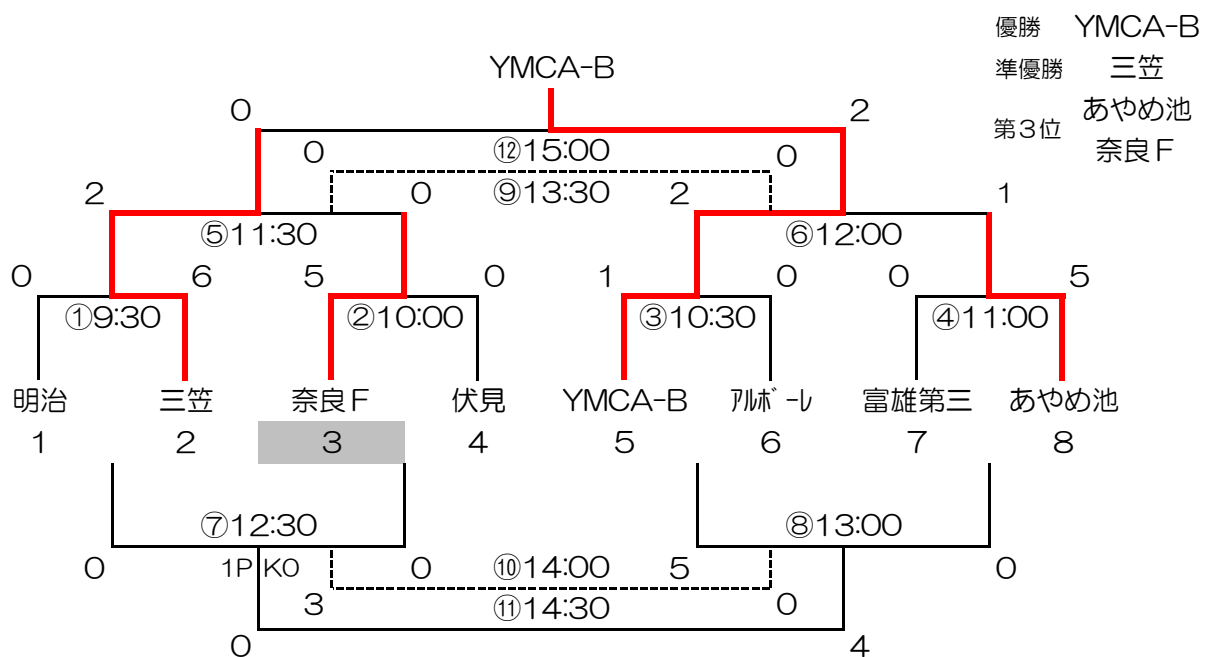 優勝 YMCA-B
YMCA-B
準優勝 三笠
第3位 あやめ池
奈良F
0 2
0 ⑫15:00 0
2 0 ⑨13:30 2 1
⑤11:30 ⑥12:00
0 6 5 0 1 0 0 5
①9:30 ②10:00 ③10:30 ④11:00
明治 三笠 奈良F 伏見 YMCA-B ｱﾙﾎﾞｰﾚ 富雄第三 あやめ池
1 2 3 4 5 6 7 8
⑦12:30 ⑧13:00
0 1PK0 0 ⑩14:00 5 0
3 ⑪14:30 0
0 4